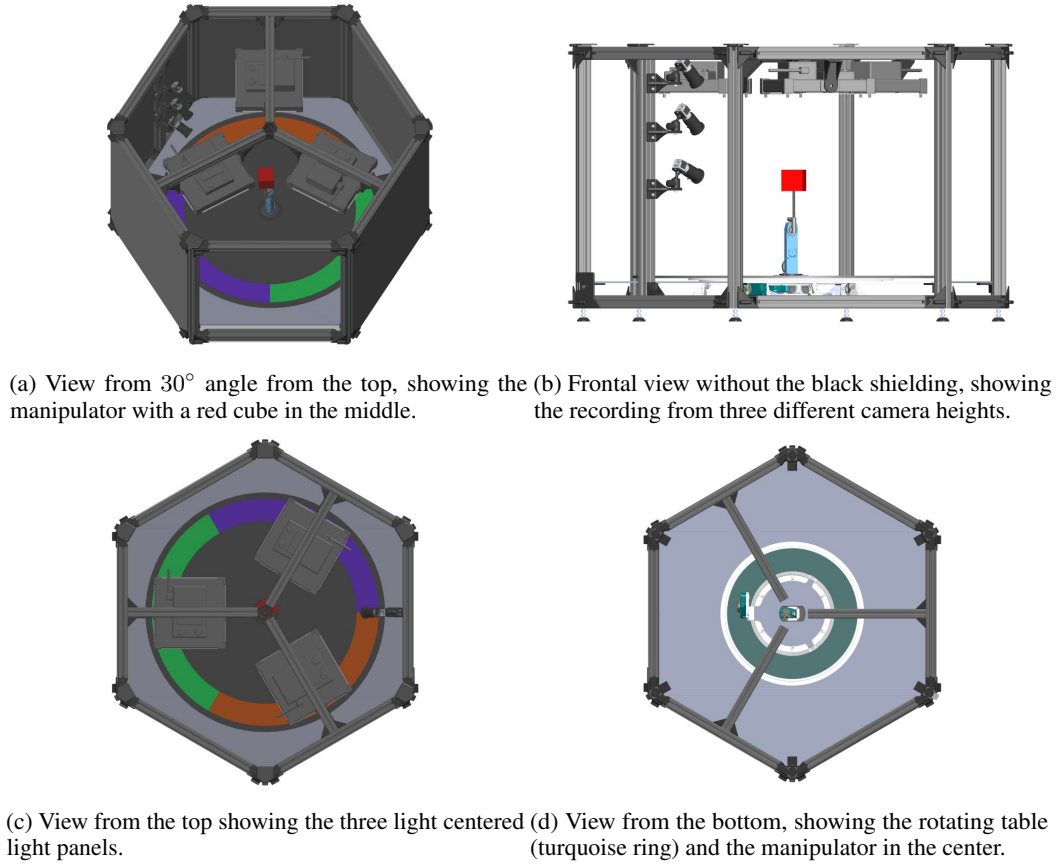 (a) View from 30° angle from the top, showing the
manipulator with a red cube in the middle.
(b) Frontal view without the black shielding, showing
the recording from three different camera heights.
(c) View from the top showing the three light centered
light panels.
(d) View from the bottom, showing the rotating table
(turquoise ring) and the manipulator in the center.